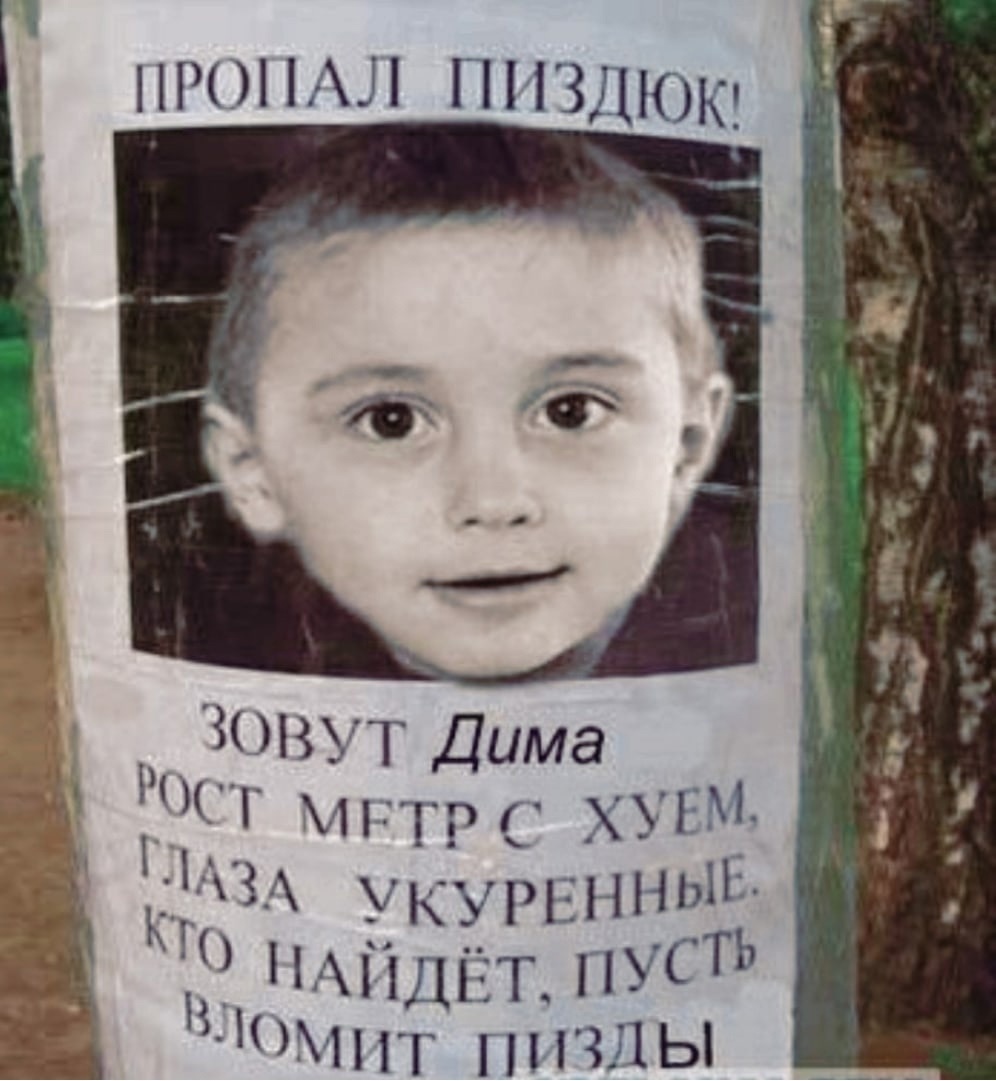 ПРОПАЛ ПИЗДЮК!
ЗОВУТ Дима
РОСТ МЕТР С ХУЕМ,
ГЛАЗА УКУРЕННЫЕ.
КТО НАЙДЁТ, ПУСТЬ
ВЛОМИТ ПИЗДЫ